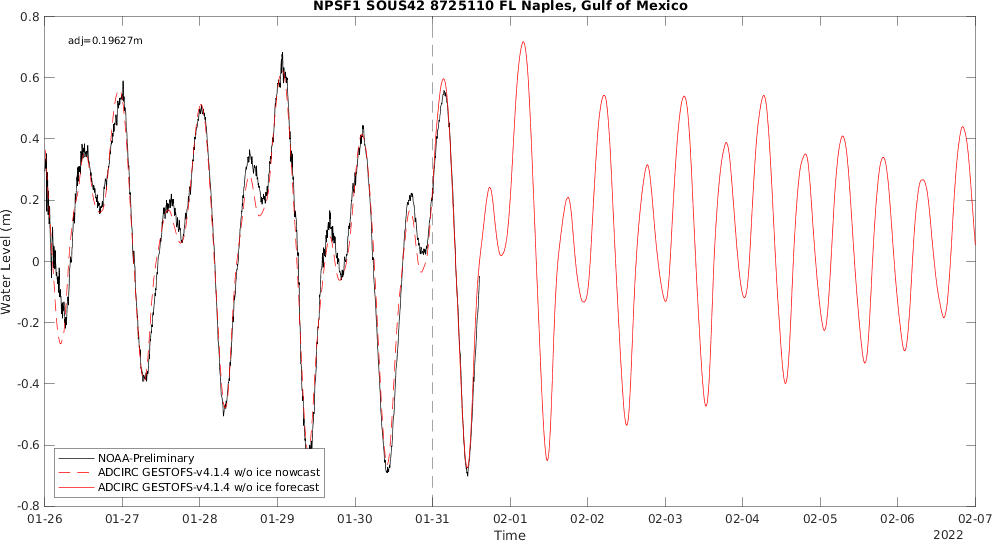 NPSF1 SOUS42 8725110 FL Naples, Gulf of Mexico
adj=0.19627m
0.8
0.6
0.4
0.2
0
-0.2
-0.4
-0.6
-0.8
Water Level (m)
NOAA-Preliminary
ADCIRC GESTOFS-v4.1.4 w/o ice nowcast
ADCIRC GESTOFS-v4.1.4 w/o ice forecast
01-26 01-27 01-28 01-29 01-30 01-31 02-01 02-02 02-03 02-04 02-05 02-06 02-07
Time
2022